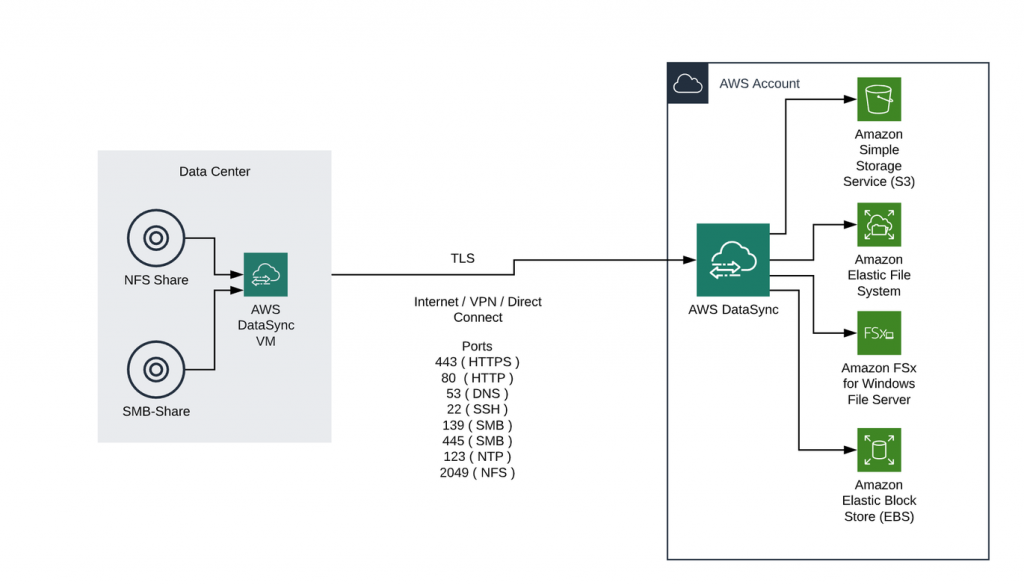 AWS Account
Amazon
Simple
Storage
Service (S3)
Data Center
NFS Share
AWS
DataSync
VM
SMB-Share
TLS
Internet / VPN / Direct
Connect
Ports
443 ( HTTPS )
80 ( HTTP )
53 ( DNS )
22 ( SSH )
139 ( SMB )
445 ( SMB )
123 ( NTP )
2049 ( NFS )
AWS DataSync
Amazon
Elastic File
System
FSx
Amazon FSx
for Windows
File Server
Amazon
Elastic Block
Store (EBS)